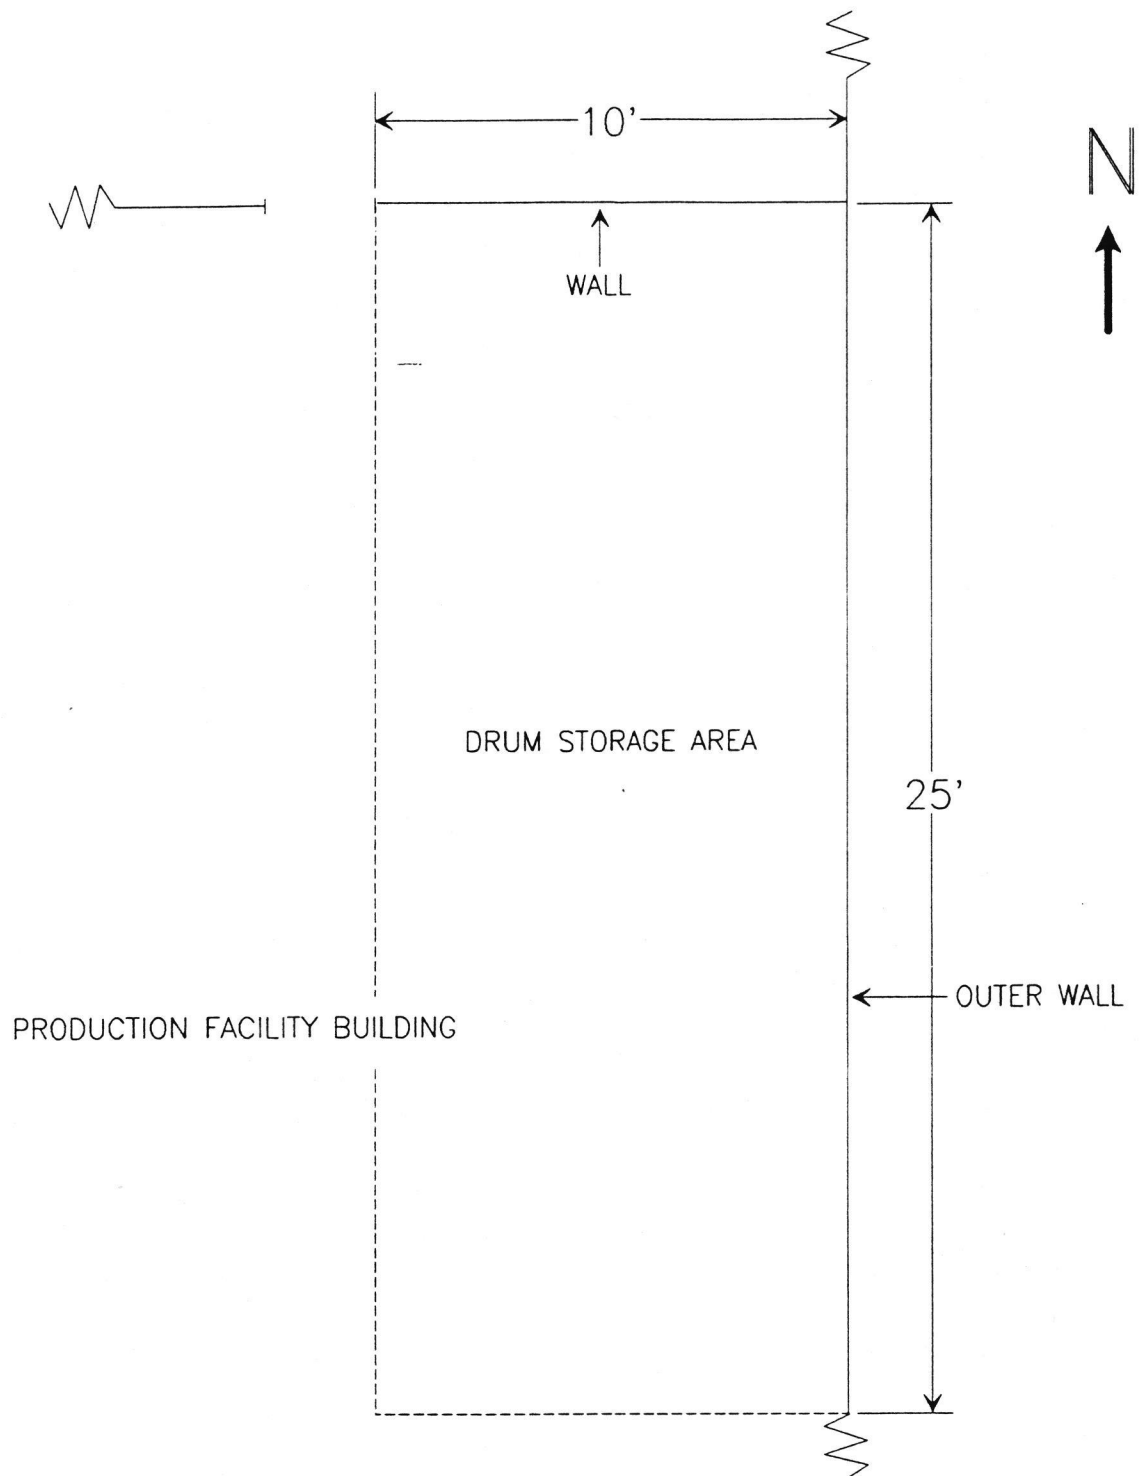 10'
N
WALL
DRUM STORAGE AREA
25'
OUTER WALL
PRODUCTION FACILITY BUILDING